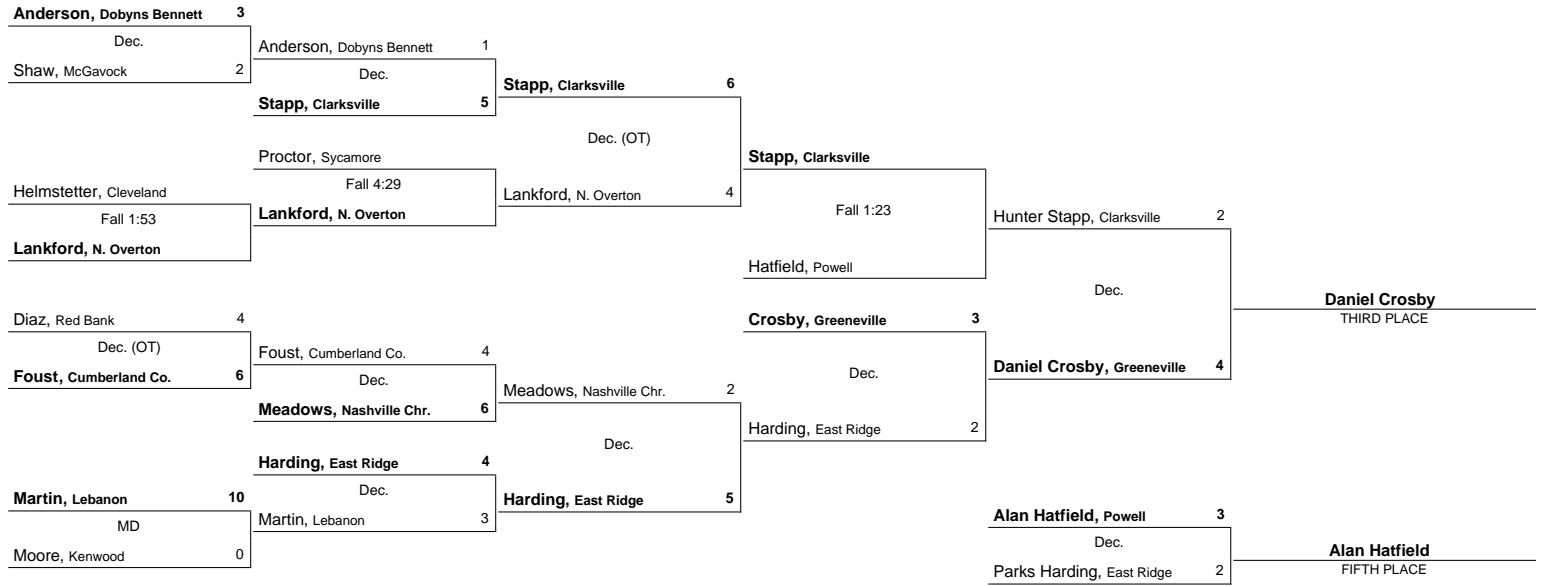 Anderson, Dobyns Bennett 3
Dec.
Shaw, McGavock 2
Helmstetter, Cleveland
Fall 1:53
Lankford, N. Overton
Diaz, Red Bank 4
Dec. (OT)
Foust, Cumberland Co. 6
Martin, Lebanon 10
MD
Moore, Kenwood 0
Anderson, Dobyns Bennett 1
Dec.
Stapp, Clarksville 5
Proctor, Sycamore
Fall 4:29
Lankford, N. Overton
Foust, Cumberland Co. 4
Dec.
Meadows, Nashville Chr. 6
Harding, East Ridge 4
Dec.
Martin, Lebanon 3
Stapp, Clarksville 6
Dec. (OT)
Lankford, N. Overton 4
Meadows, Nashville Chr. 2
Dec.
Harding, East Ridge 5
Stapp, Clarksville
Fall 1:23
Hatfield, Powell
Crosby, Greeneville 3
Dec.
Harding, East Ridge 2
Hunter Stapp, Clarksville 2
Dec.
Daniel Crosby, Greeneville 4
Daniel Crosby
THIRD PLACE
Alan Hatfield, Powell 3
Dec.
Parks Harding, East Ridge 2
Alan Hatfield
FIFTH PLACE